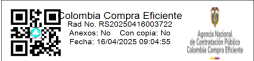 Colombia Compra Eficiente
Rad No. RS20250416003722
Anexos: No Con copia: No
Fecha: 16/04/2025 09:04:55
Agencia Nacional
de Contratación Pública
Colombia Compra Eficiente